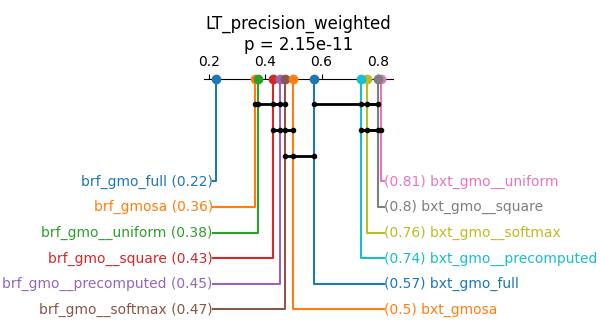 LT_precision_weighted
p = 2.15e-11
0.2 0.4 0.6 0.8
brf_gmo_full (0.22) (0.81) bxt_gmo__uniform
brf_gmosa (0.36) (0.8) bxt_gmo__square
brf_gmo__uniform (0.38) (0.76) bxt_gmo__softmax
brf_gmo__square (0.43) (0.74) bxt_gmo__precomputed
brf_gmo__precomputed (0.45) (0.57) bxt_gmo_full
brf_gmo__softmax (0.47) (0.5) bxt_gmosa